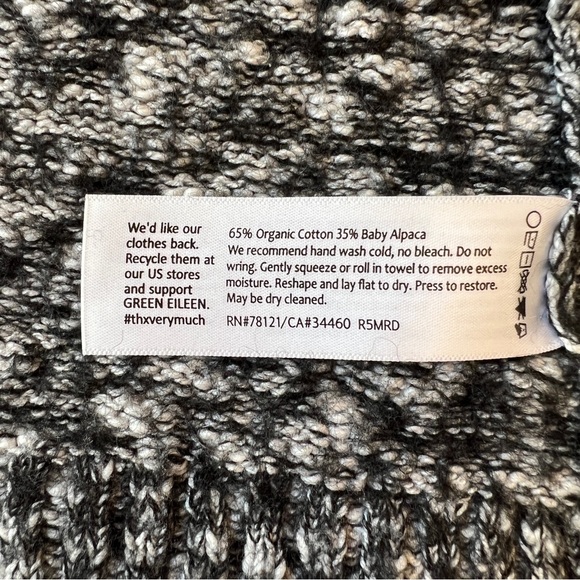 We'd like our
clothes back.
Recycle them at
our US stores
and support
GREEN EILEEN.
#thxverymuch
65% Organic Cotton 35% Baby Alpaca
We recommend hand wash cold, no bleach. Do not
wring. Gently squeeze or roll in towel to remove excess
moisture. Reshape and lay flat to dry. Press to restore.
May be dry cleaned.
RN#78121/CA#34460 R5MRD